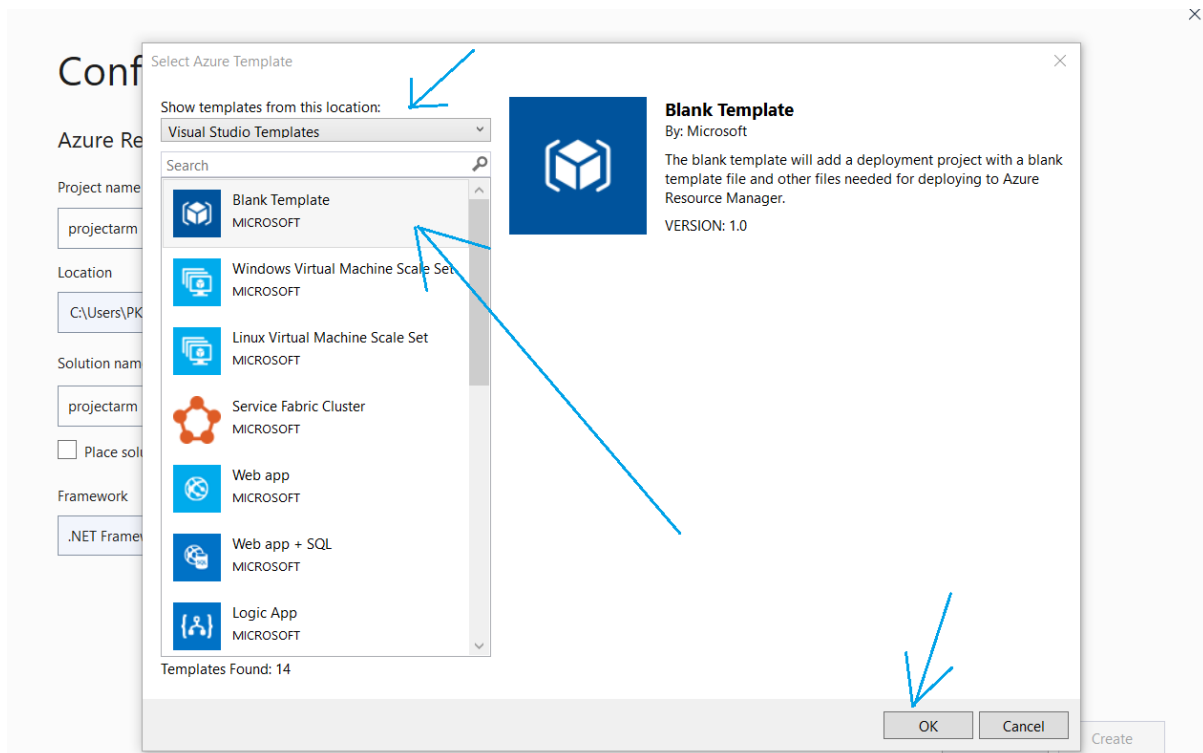 Conf
Select Azure Template
Azure Re
Project name
projectarm
Location
C:\Users\PK
Solution nam
projectarm
Place solu
Framework
.NET Framew
Show templates from this location:
Visual Studio Templates
Search
Blank Template
MICROSOFT
Windows Virtual Machine Scale Set
MICROSOFT
Linux Virtual Machine Scale Set
MICROSOFT
Service Fabric Cluster
MICROSOFT
Web app
MICROSOFT
Web app + SQL
MICROSOFT
Logic App
MICROSOFT
Templates Found: 14
Blank Template
By: Microsoft
The blank template will add a deployment project with a blank
template file and other files needed for deploying to Azure
Resource Manager.
VERSION: 1.0
OK
Cancel
Create